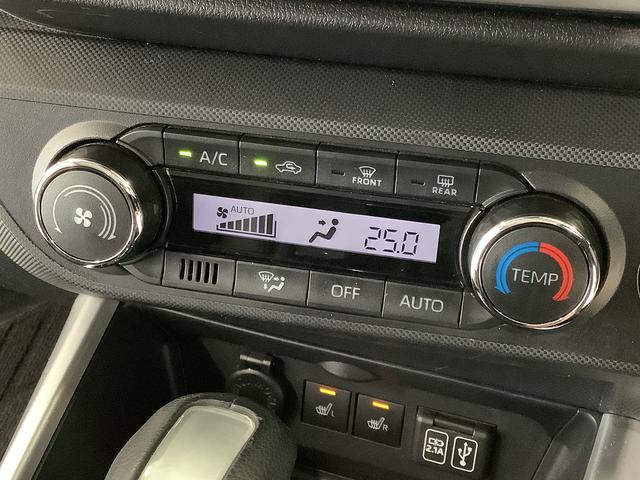 A/C
FRONT
REAR
AUTO
25.0
TEMP
OFF
AUTO
L
R
2.1A